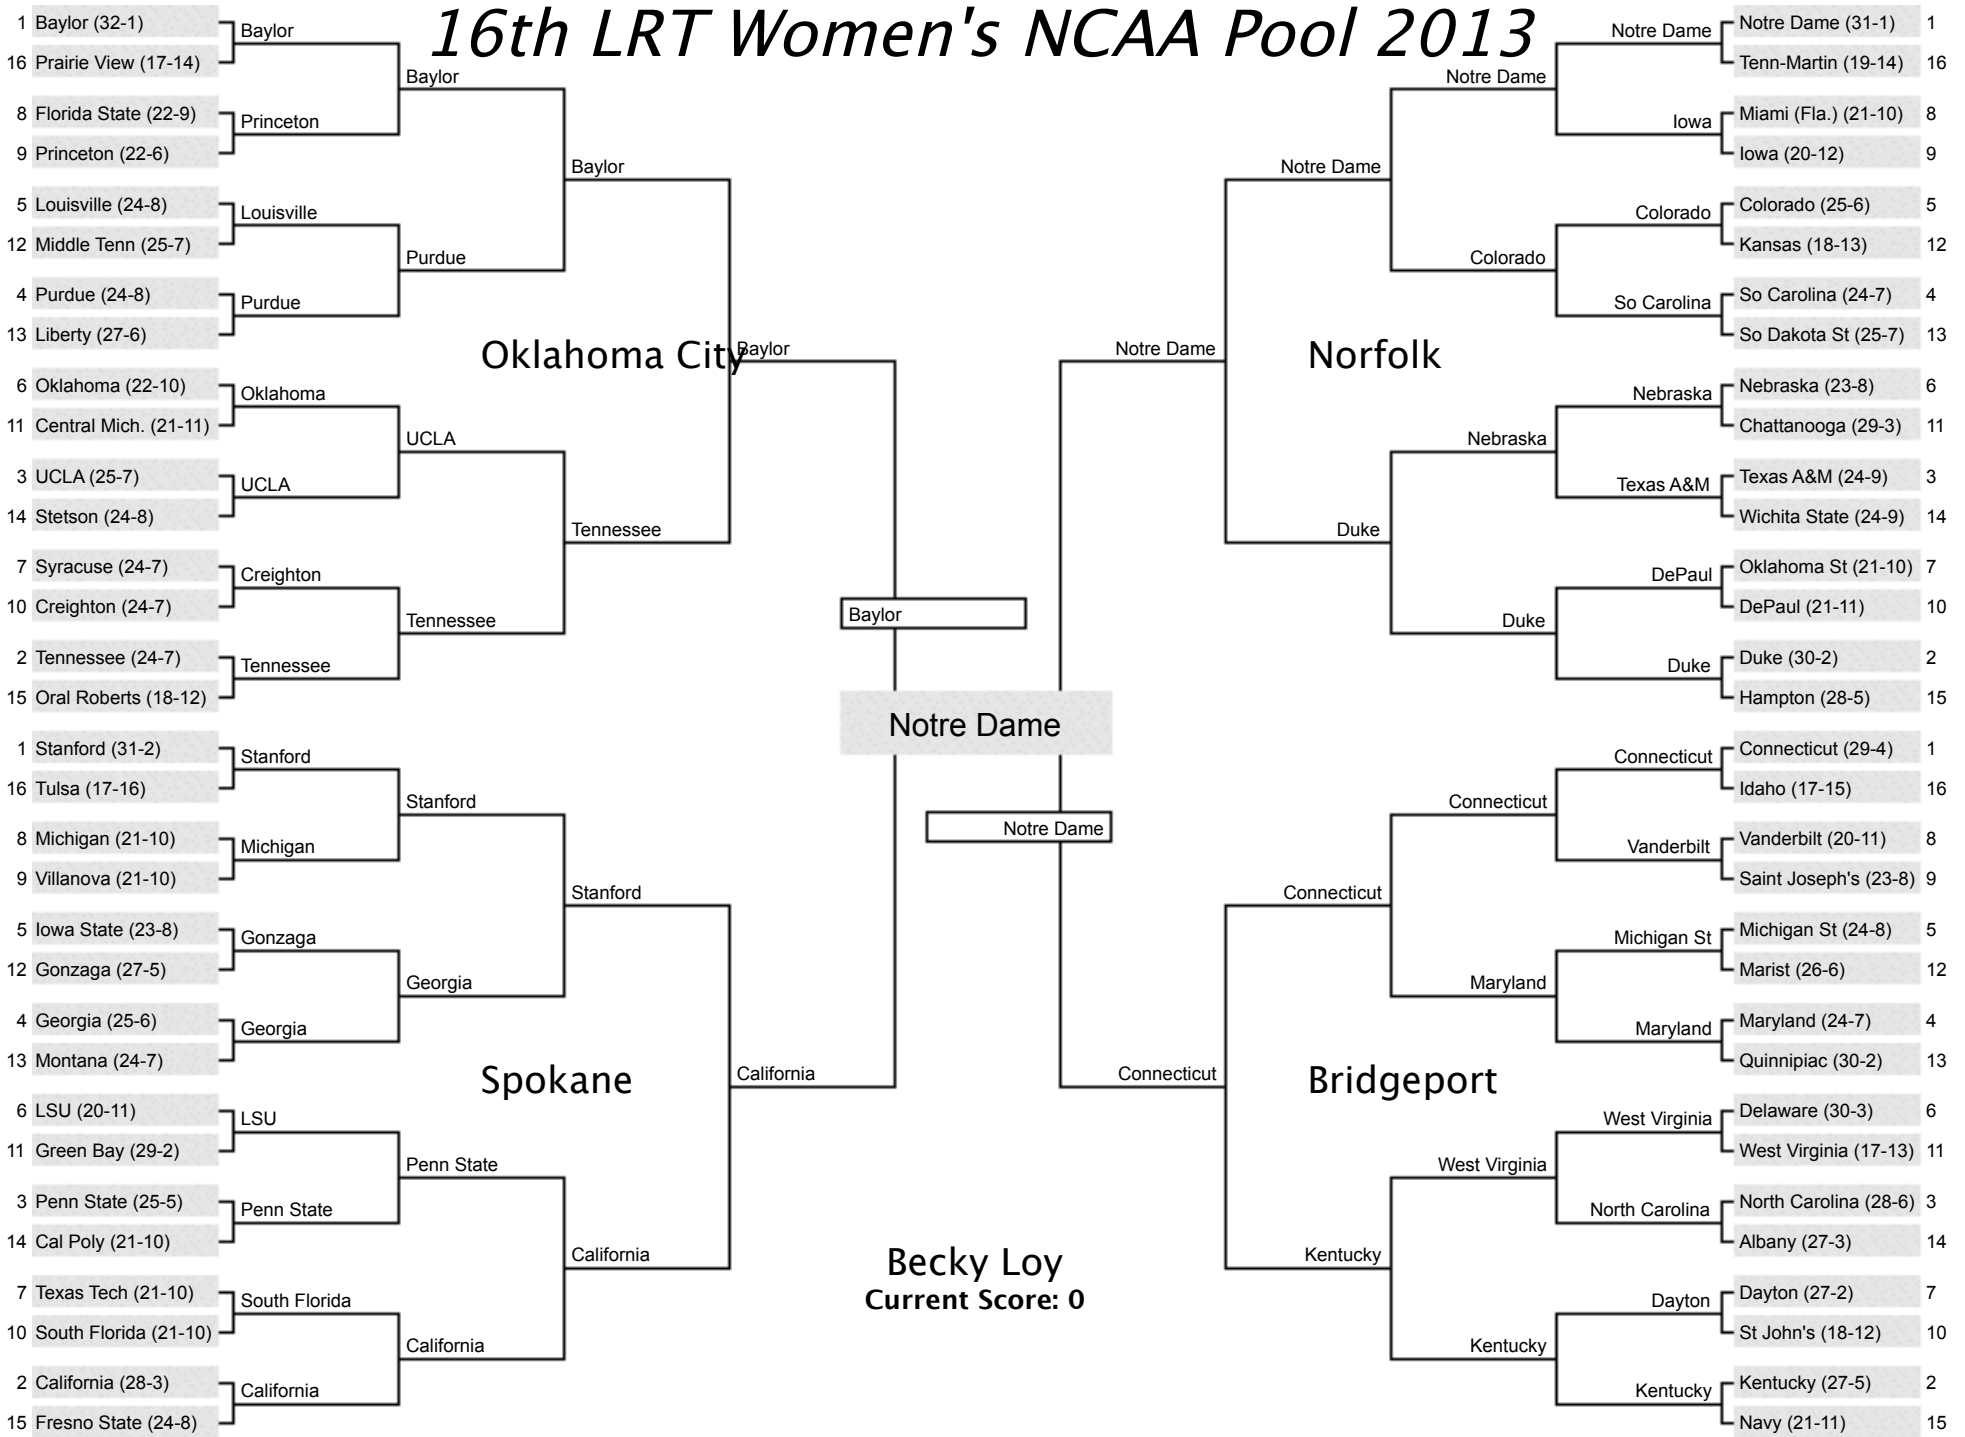 16th LRT Women's NCAA Pool 2013
1 Baylor (32-1)
16 Prairie View (17-14)
8 Florida State (22-9)
9 Princeton (22-6)
5 Louisville (24-8)
12 Middle Tenn (25-7)
4 Purdue (24-8)
13 Liberty (27-6)
6 Oklahoma (22-10)
11 Central Mich. (21-11)
3 UCLA (25-7)
14 Stetson (24-8)
7 Syracuse (24-7)
10 Creighton (24-7)
2 Tennessee (24-7)
15 Oral Roberts (18-12)
Baylor
Princeton
Louisville
Purdue
Oklahoma
UCLA
Creighton
Tennessee
Baylor
Purdue
UCLA
Tennessee
Baylor
Tennessee
Oklahoma City
Baylor
1 Stanford (31-2)
16 Tulsa (17-16)
8 Michigan (21-10)
9 Villanova (21-10)
5 Iowa State (23-8)
12 Gonzaga (27-5)
4 Georgia (25-6)
13 Montana (24-7)
6 LSU (20-11)
11 Green Bay (29-2)
3 Penn State (25-5)
14 Cal Poly (21-10)
7 Texas Tech (21-10)
10 South Florida (21-10)
2 California (28-3)
15 Fresno State (24-8)
Stanford
Michigan
Gonzaga
Georgia
LSU
Penn State
South Florida
California
Stanford
Georgia
Penn State
California
Stanford
California
Spokane
California
Baylor
Notre Dame
Notre Dame
Becky Loy
Current Score: 0
Notre Dame (31-1) 1
Tenn-Martin (19-14) 16
Miami (Fla.) (21-10) 8
Iowa (20-12) 9
Colorado (25-6) 5
Kansas (18-13) 12
So Carolina (24-7) 4
So Dakota St (25-7) 13
Nebraska (23-8) 6
Chattanooga (29-3) 11
Texas A&M (24-9) 3
Wichita State (24-9) 14
Oklahoma St (21-10) 7
DePaul (21-11) 10
Duke (30-2) 2
Hampton (28-5) 15
Notre Dame
Iowa
Colorado
So Carolina
Nebraska
Texas A&M
DePaul
Duke
Notre Dame
Colorado
Nebraska
Duke
Notre Dame
Duke
Norfolk
Notre Dame
Connecticut (29-4) 1
Idaho (17-15) 16
Vanderbilt (20-11) 8
Saint Joseph's (23-8) 9
Michigan St (24-8) 5
Marist (26-6) 12
Maryland (24-7) 4
Quinnipiac (30-2) 13
Delaware (30-3) 6
West Virginia (17-13) 11
North Carolina (28-6) 3
Albany (27-3) 14
Dayton (27-2) 7
St John's (18-12) 10
Kentucky (27-5) 2
Navy (21-11) 15
Connecticut
Vanderbilt
Michigan St
Maryland
West Virginia
North Carolina
Dayton
Kentucky
Connecticut
Maryland
West Virginia
Kentucky
Connecticut
Kentucky
Bridgeport
Connecticut